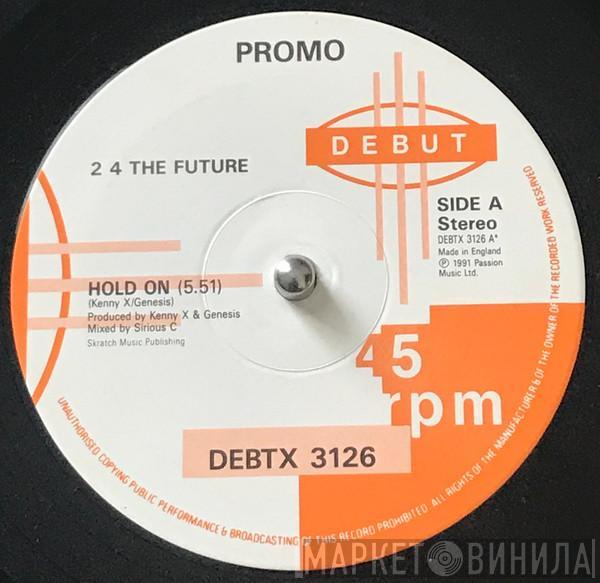 PROMO
DEBUT
2 4 THE FUTURE
SIDE A
Stereo
DEBTX 3126 A*
Made in England
℗ 1991 Passion
Music Ltd.
HOLD ON (5.51)
(Kenny X/Genesis)
Produced by Kenny X & Genesis
Mixed by Sirious C
Skratch Music Publishing
45
rpm
DEBTX 3126
UNAUTHORISED COPYING PUBLIC PERFORMANCE & BROADCASTING OF THIS RECORD PROHIBITED. ALL RIGHTS OF THE MANUFACTURER & OF THE OWNER OF THE RECORDED WORK RESERVED
МАРКЕТ ВИНИЛА